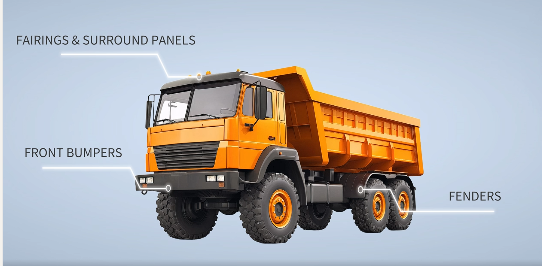 FAIRINGS & SURROUND PANELS
FRONT BUMPERS
FENDERS